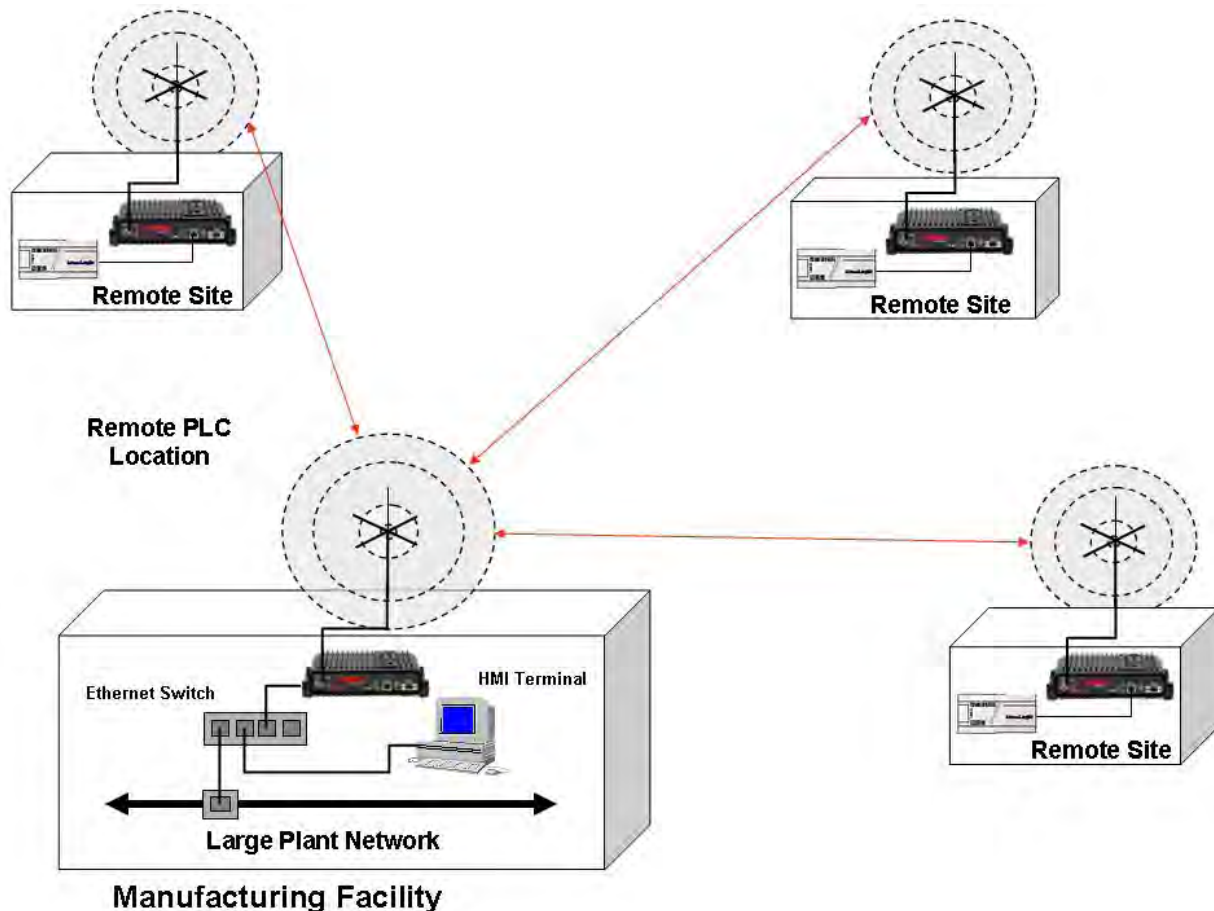 Remote Site
Remote Site
Remote PLC
Location
Ethernet Switch
HMI Terminal
Remote Site
Large Plant Network
Manufacturing Facility